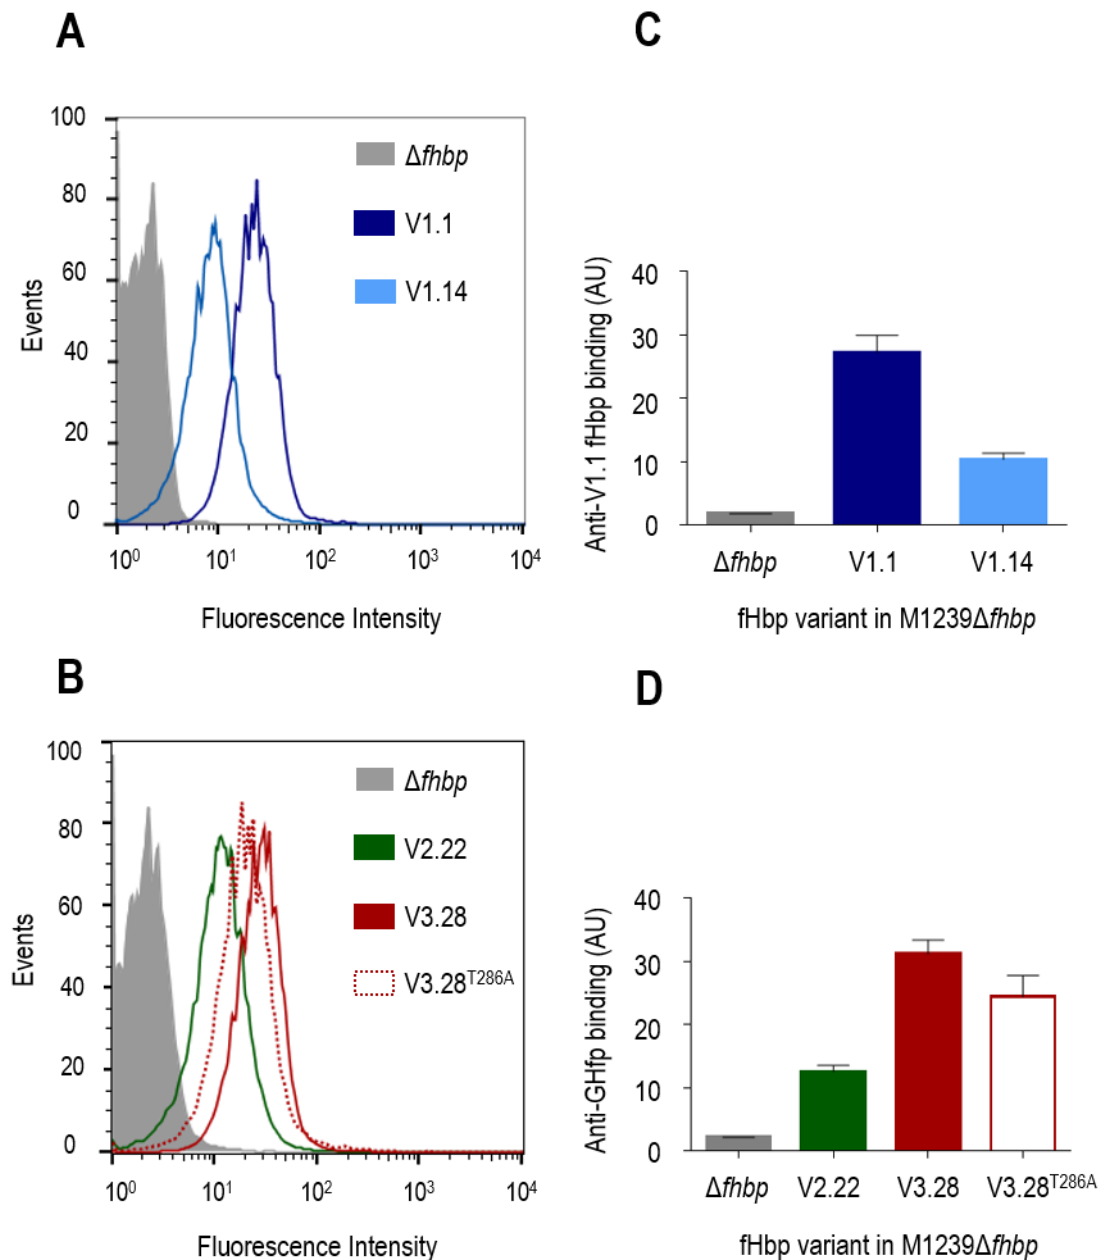 A
100
80
60
40
20
0
Events
Δfhbp
V1.1
V1.14
10⁰ 10¹ 10² 10³ 10⁴
Fluorescence Intensity
C
40
30
20
10
0
Anti-V1.1 fHbp binding (AU)
Δfhbp V1.1 V1.14
fHbp variant in M1239Δfhbp
B
100
80
60
40
20
0
Events
Δfhbp
V2.22
V3.28
V3.28ᵀ²⁸⁶ᴬ
10⁰ 10¹ 10² 10³ 10⁴
Fluorescence Intensity
D
40
30
20
10
0
Anti-GHfp binding (AU)
Δfhbp V2.22 V3.28 V3.28ᵀ²⁸⁶ᴬ
fHbp variant in M1239Δfhbp